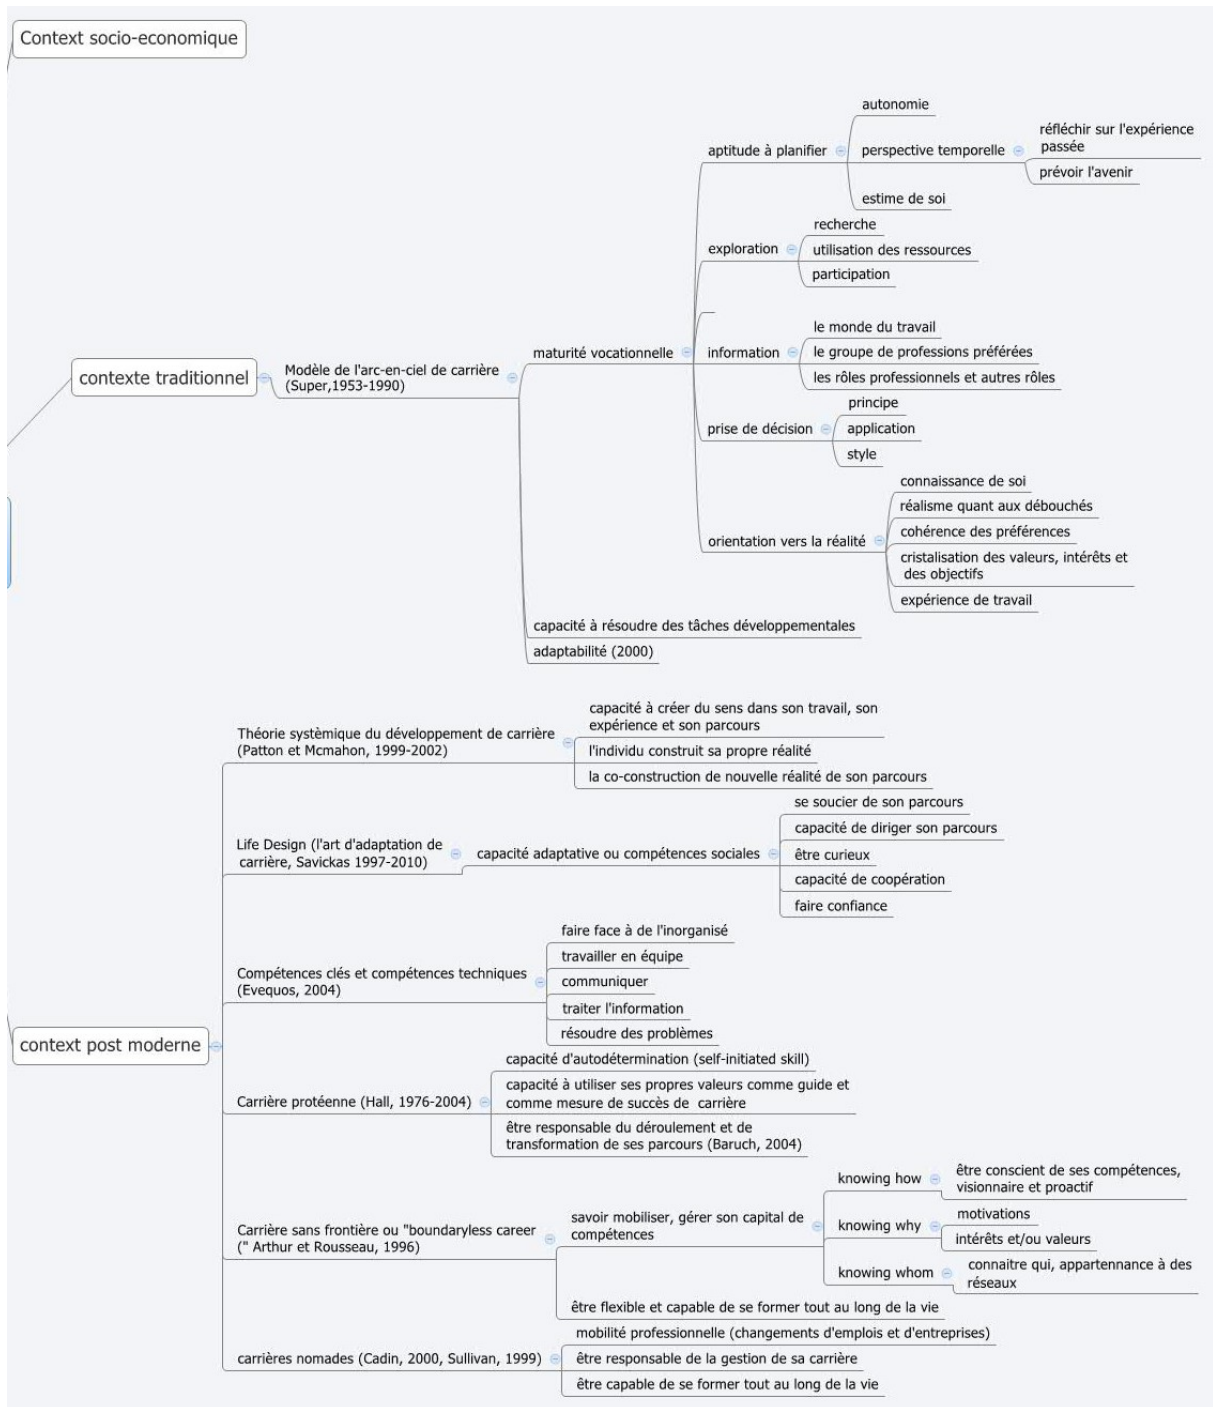 Context socio-economique
contexte traditionnel
Modèle de l'arc-en-ciel de carrière
(Super,1953-1990)
maturité vocationnelle
aptitude à planifier
autonomie
perspective temporelle
réfléchir sur l'expérience
passée
prévoir l'avenir
estime de soi
exploration
recherche
utilisation des ressources
participation
information
le monde du travail
le groupe de professions préférées
les rôles professionnels et autres rôles
prise de décision
principe
application
style
orientation vers la réalité
connaissance de soi
réalisme quant aux débouchés
cohérence des préférences
cristalisation des valeurs, intérêts et
des objectifs
expérience de travail
capacité à résoudre des tâches développementales
adaptabilité (2000)
context post moderne
Théorie systèmique du développement de carrière
(Patton et Mcmahon, 1999-2002)
capacité à créer du sens dans son travail, son
expérience et son parcours
l'individu construit sa propre réalité
la co-construction de nouvelle réalité de son parcours
Life Design (l'art d'adaptation de
carrière, Savickas 1997-2010)
capacité adaptative ou compétences sociales
se soucier de son parcours
capacité de diriger son parcours
être curieux
capacité de coopération
faire confiance
Compétences clés et compétences techniques
(Evequos, 2004)
faire face à de l'inorganisé
travailler en équipe
communiquer
traiter l'information
résoudre des problèmes
Carrière protéenne (Hall, 1976-2004)
capacité d'autodétermination (self-initiated skill)
capacité à utiliser ses propres valeurs comme guide et
comme mesure de succès de  carrière
être responsable du déroulement et de
transformation de ses parcours (Baruch, 2004)
Carrière sans frontière ou "boundaryless career
(" Arthur et Rousseau, 1996)
savoir mobiliser, gérer son capital de
compétences
knowing how
être conscient de ses compétences,
visionnaire et proactif
knowing why
motivations
intérêts et/ou valeurs
knowing whom
connaitre qui, appartennance à des
réseaux
être flexible et capable de se former tout au long de la vie
carrières nomades (Cadin, 2000, Sullivan, 1999)
mobilité professionnelle (changements d'emplois et d'entreprises)
être responsable de la gestion de sa carrière
être capable de se former tout au long de la vie